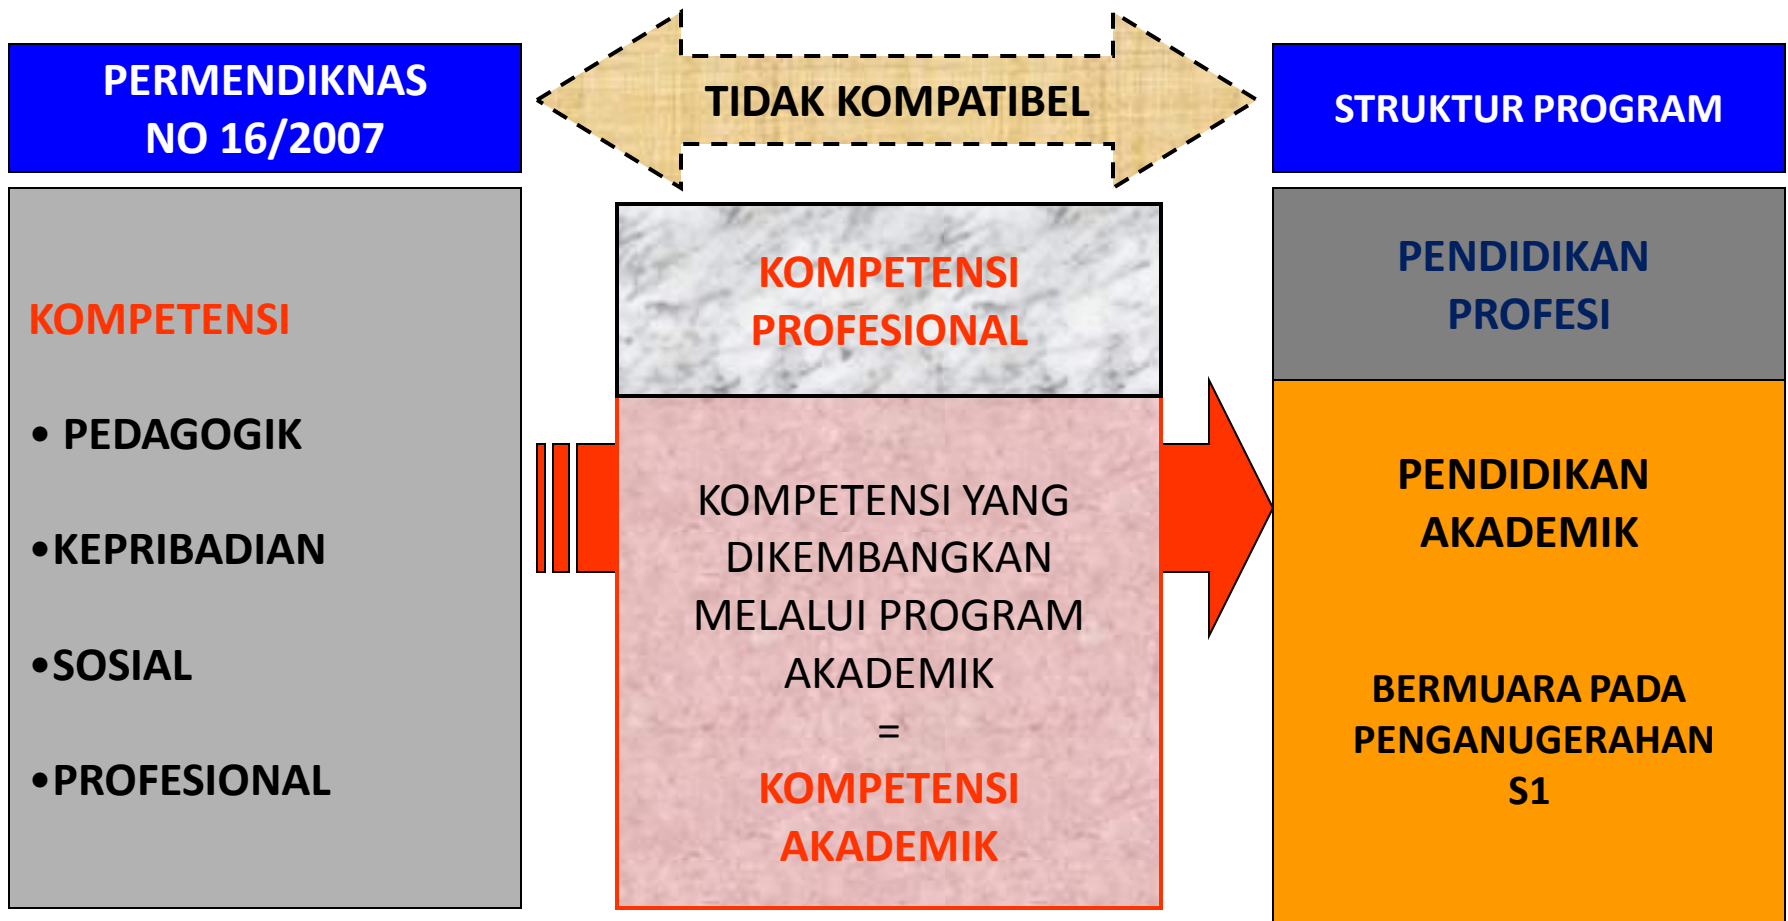 PERMENDIKNAS
NO 16/2007
TIDAK KOMPATIBEL
STRUKTUR PROGRAM
KOMPETENSI
• PEDAGOGIK
•KEPRIBADIAN
•SOSIAL
•PROFESIONAL
KOMPETENSI
PROFESIONAL
KOMPETENSI YANG
DIKEMBANGKAN
MELALUI PROGRAM
AKADEMIK
=
KOMPETENSI
AKADEMIK
PENDIDIKAN
PROFESI
PENDIDIKAN
AKADEMIK
BERMUARA PADA
PENGANUGERAHAN
S1